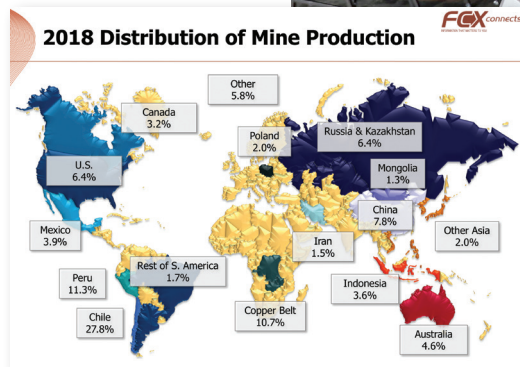 FCX connects
2018 Distribution of Mine Production
Other
5.8%
Canada
3.2%
Poland
2.0%
Russia & Kazakhstan
6.4%
U.S.
6.4%
Mongolia
1.3%
China
7.8%
Mexico
3.9%
Iran
1.5%
Other Asia
2.0%
Rest of S. America
1.7%
Peru
11.3%
Indonesia
3.6%
Copper Belt
10.7%
Chile
27.8%
Australia
4.6%